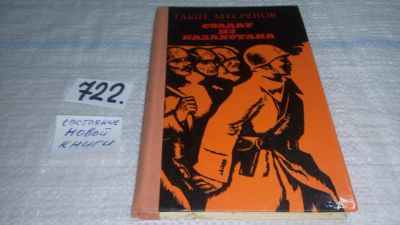 ГАБИТ МУСРЕПОВ
СОЛДАТ
ИЗ
КАЗАХСТАНА
722.
состояние
новой
книги